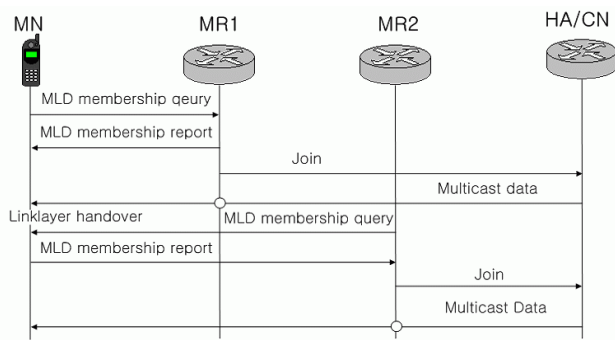 MN
MR1
MR2
HA/CN
MLD membership qeury
MLD membership report
Join
Multicast data
Linklayer handover
MLD membership query
MLD membership report
Join
Multicast Data